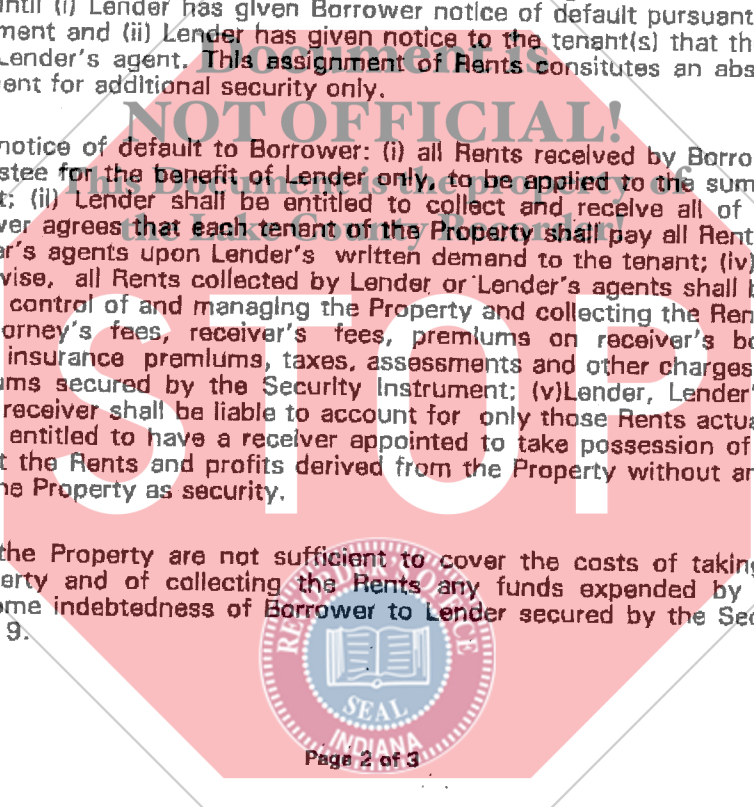 until (i) Lender has given Borrower notice of default pursuant
ment and (ii) Lender has given notice to the tenant(s) that th
Lender's agent. This assignment of Rents consitutes an abs
ent for additional security only.
Document is
NOT OFFICIAL!
This Document is the property of
the Lake County Recorder!
notice of default to Borrower: (i) all Rents received by Borro
stee for the benefit of Lender only, to be applied to the sum
t; (ii) Lender shall be entitled to collect and receive all of
wer agrees that each tenant of the Property shall pay all Rent
er's agents upon Lender's written demand to the tenant; (iv)
vise, all Rents collected by Lender or Lender's agents shall b
control of and managing the Property and collecting the Ren
orney's fees, receiver's fees, premiums on receiver's bo
insurance premiums, taxes, assessments and other charges
ums secured by the Security Instrument; (v)Lender, Lender'
receiver shall be liable to account for only those Rents actua
entitled to have a receiver appointed to take possession of
t the Rents and profits derived from the Property without an
he Property as security.
STOP
the Property are not sufficient to cover the costs of taking
erty and of collecting the Rents any funds expended by
ome indebtedness of Borrower to Lender secured by the Sec
9.
RECORDER'S OFFICE
SEAL
INDIANA
Page 2 of 3